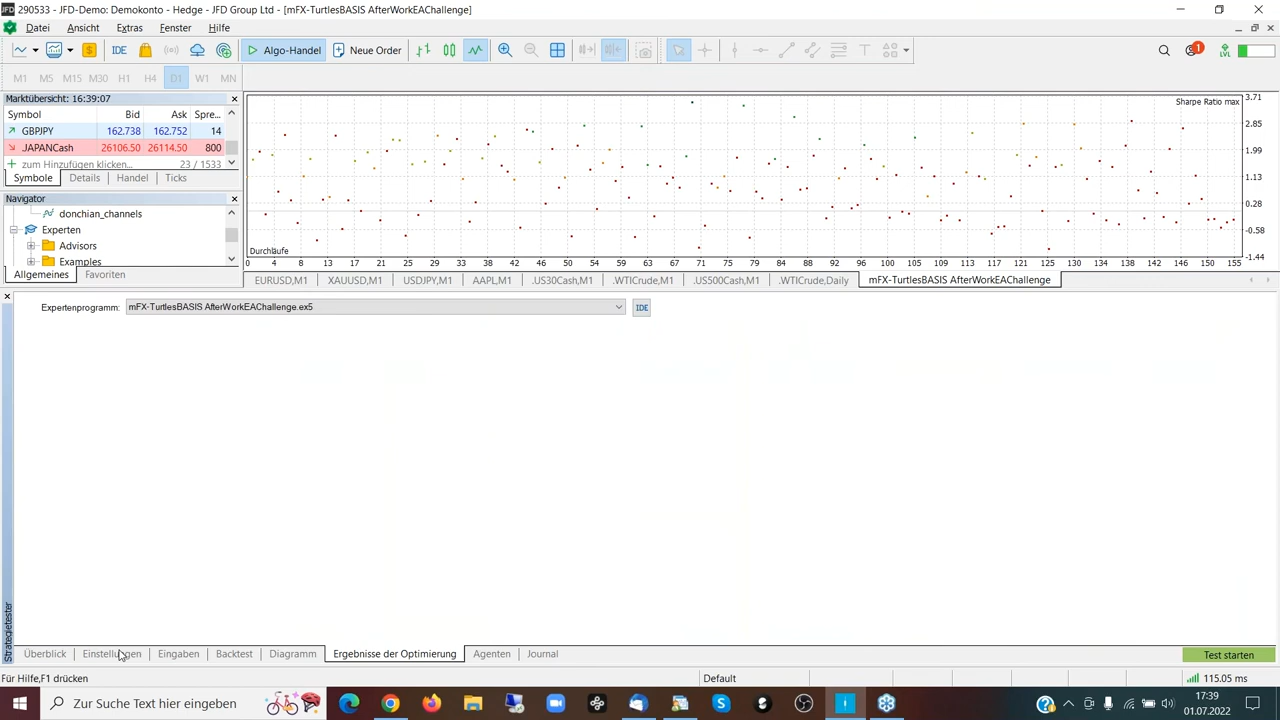 290533 - JFD-Demo: Demokonto - Hedge - JFD Group Ltd - [mFX-TurtlesBASIS AfterWorkEAChallenge]
Datei Ansicht Extras Fenster Hilfe
IDE Algo-Handel Neue Order 1 LVL
M1 M5 M15 M30 H1 H4 D1 W1 MN
Marktübersicht: 16:39:07
Symbol Bid Ask Spre...
GBPJPY 162.738 162.752 14
JAPANCash 26106.50 26114.50 800
zum Hinzufügen klicken... 23 / 1533
Symbole Details Handel Ticks
Navigator
donchian_channels
Experten
Advisors
Examples
Allgemeines Favoriten
Sharpe Ratio max
3.71
2.85
1.99
1.13
0.28
-0.58
-1.44
Durchläufe
0 4 8 10 13 17 21 25 29 33 38 42 46 50 54 59 63 67 71 75 79 84 88 92 96 100 105 109 113 117 121 126 130 134 138 142 146 151 155
EURUSD,M1 XAUUSD,M1 USDJPY,M1 AAPL,M1 .US30Cash,M1 .WTICrude,M1 .US500Cash,M1 .WTICrude,Daily mFX-TurtlesBASIS AfterWorkEAChallenge
Expertenprogramm: mFX-TurtlesBASIS AfterWorkEAChallenge.ex5 IDE
Strategietester
Überblick Einstellungen Eingaben Backtest Diagramm Ergebnisse der Optimierung Agenten Journal Test starten
Für Hilfe,F1 drücken Default 115.05 ms
Zur Suche Text hier eingeben
17:39
01.07.2022